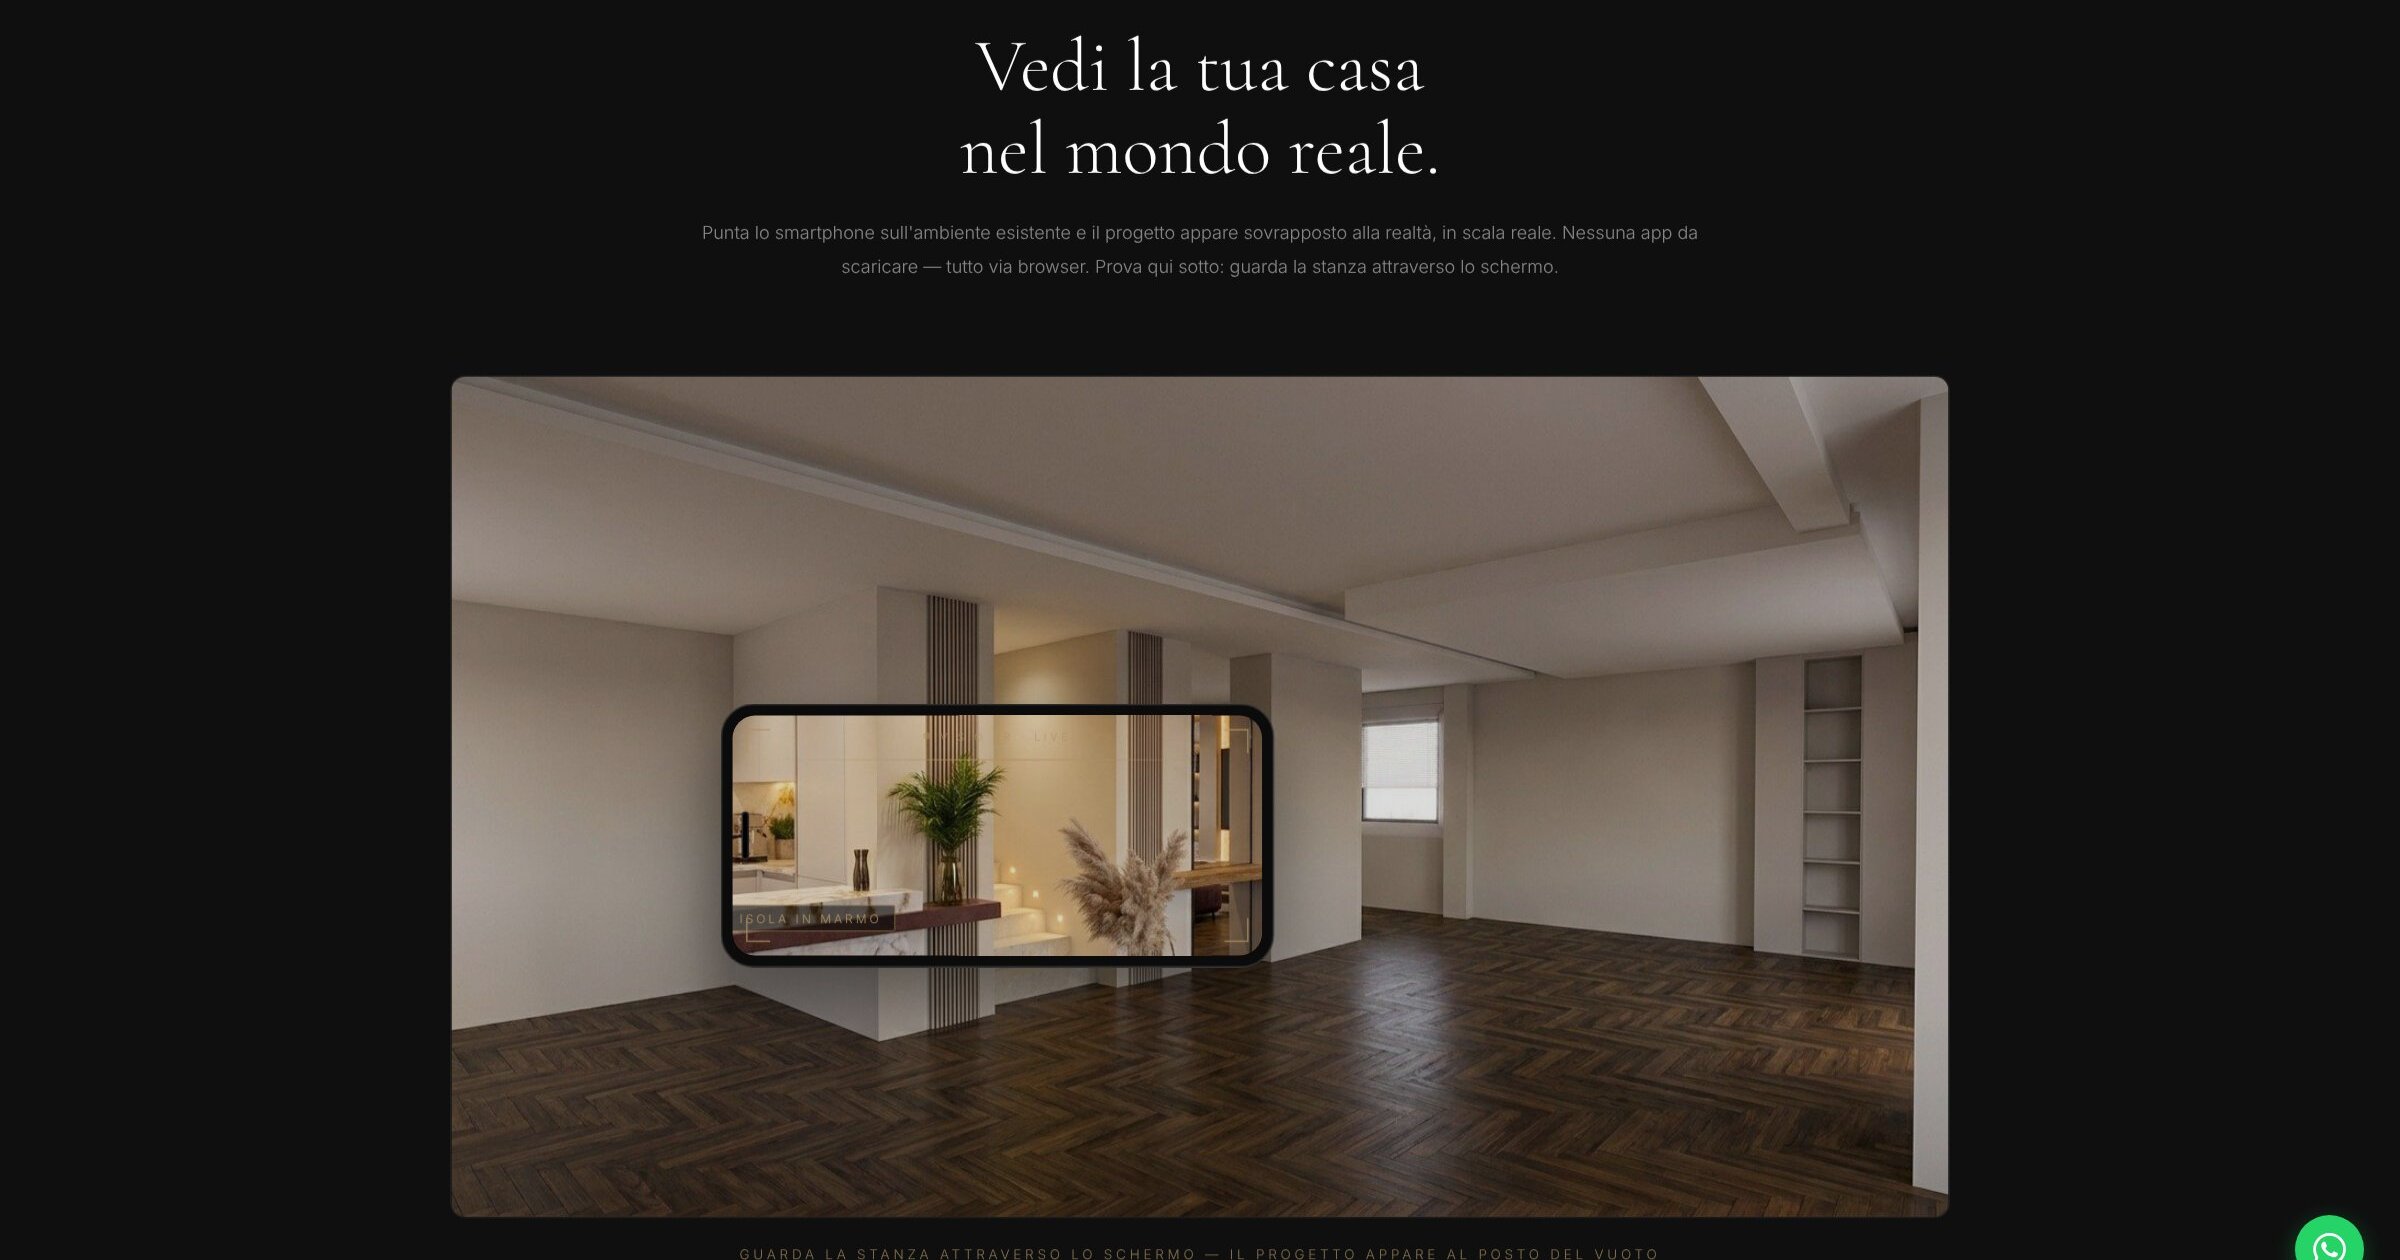 Vedi la tua casa
nel mondo reale.
Punta lo smartphone sull'ambiente esistente e il progetto appare sovrapposto alla realtà, in scala reale. Nessuna app da
scaricare — tutto via browser. Prova qui sotto: guarda la stanza attraverso lo schermo.
LIVE
ISOLA IN MARMO
GUARDA LA STANZA ATTRAVERSO LO SCHERMO — IL PROGETTO APPARE AL POSTO DEL VUOTO